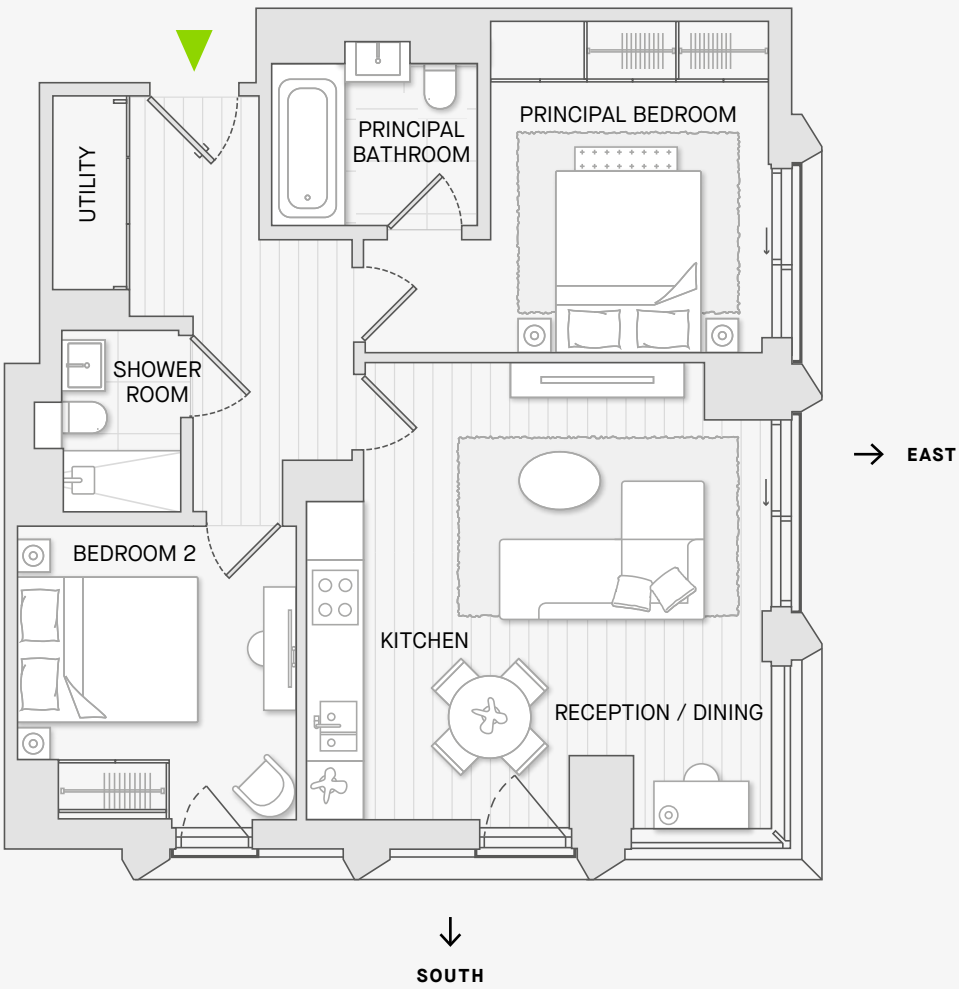 PRINCIPAL BEDROOM
PRINCIPAL
BATHROOM
UTILITY
SHOWER
ROOM
EAST
BEDROOM 2
KITCHEN
RECEPTION / DINING
SOUTH